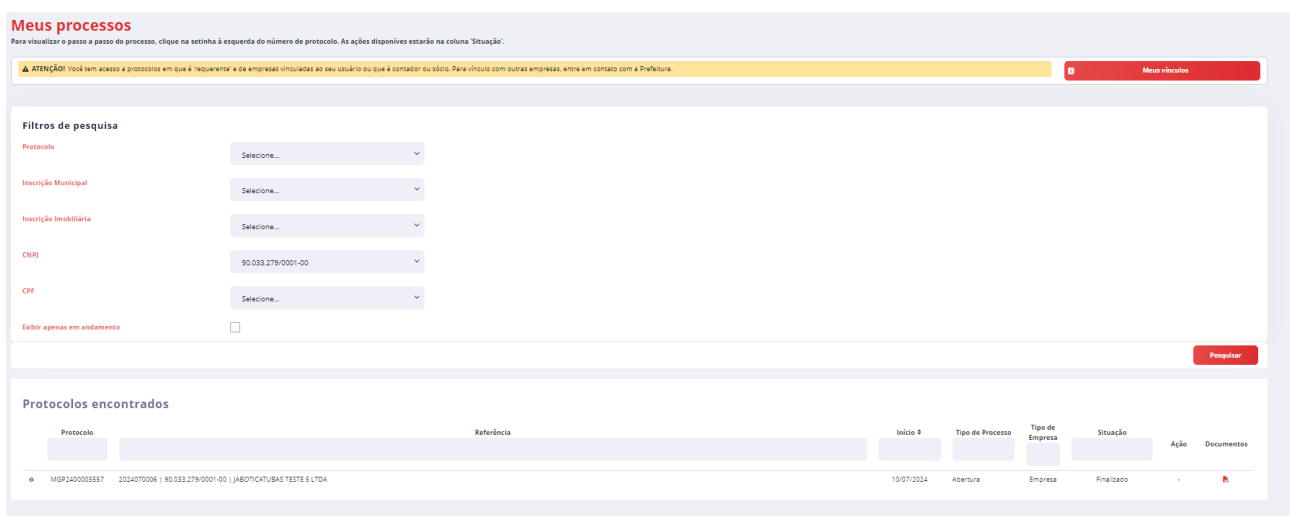 Meus processos
Para visualizar o passo a passo do processo, clique na setinha à esquerda do número de protocolo. As ações disponíves estarão na coluna 'Situação'.
ATENÇÃO! Você tem acesso a protocolos em que é 'requerente' e de empresas vinculadas ao seu usuário ou que é contador ou sócio. Para vínculo com outras empresas, entre em contato com a Prefeitura.
Meus vínculos
Filtros de pesquisa
Protocolo
Selecione...
Inscrição Municipal
Selecione...
Inscrição Imobiliária
Selecione...
CNPJ
90.033.279/0001-00
CPF
Selecione...
Exibir apenas em andamento
Pesquisar
Protocolos encontrados
Protocolo Referência Início Tipo de Processo Tipo de Empresa Situação Ação Documentos
MGP2400005557 2024070006 | 90.033.279/0001-00 | JABOTICATUBAS TESTE 5 LTDA 10/07/2024 Abertura Empresa Finalizado -